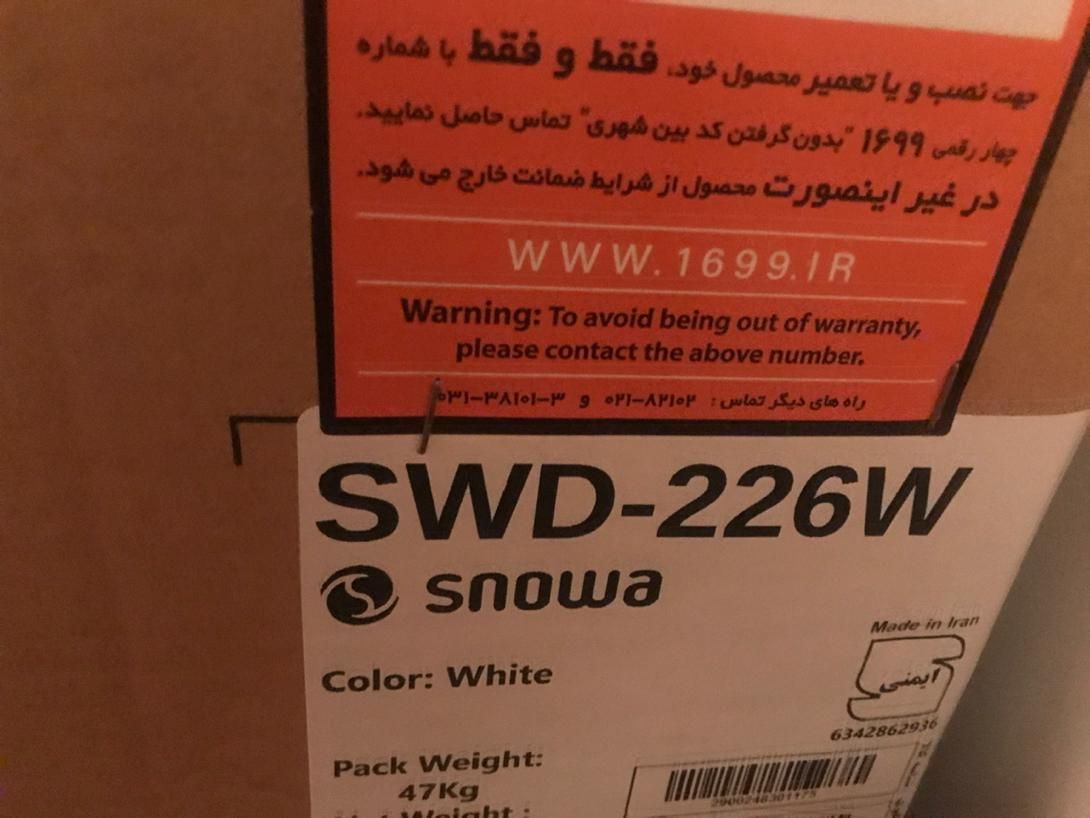 جهت نصب و یا تعمیر محصول خود، فقط و فقط با شماره
چهار رقمی ۱۶۹۹ "بدون گرفتن کد بین شهری" تماس حاصل نمایید.
در غیر اینصورت محصول از شرایط ضمانت خارج می شود.
WWW.1699.IR
Warning: To avoid being out of warranty,
please contact the above number.
راه های دیگر تماس : ۰۲۱-۸۲۱۰۲ و ۰۳۱-۳۸۱۰۱-۳
SWD-226W
snowa
Made in Iran
ایمنی
6342862936
Color: White
Pack Weight:
47Kg
Weight :